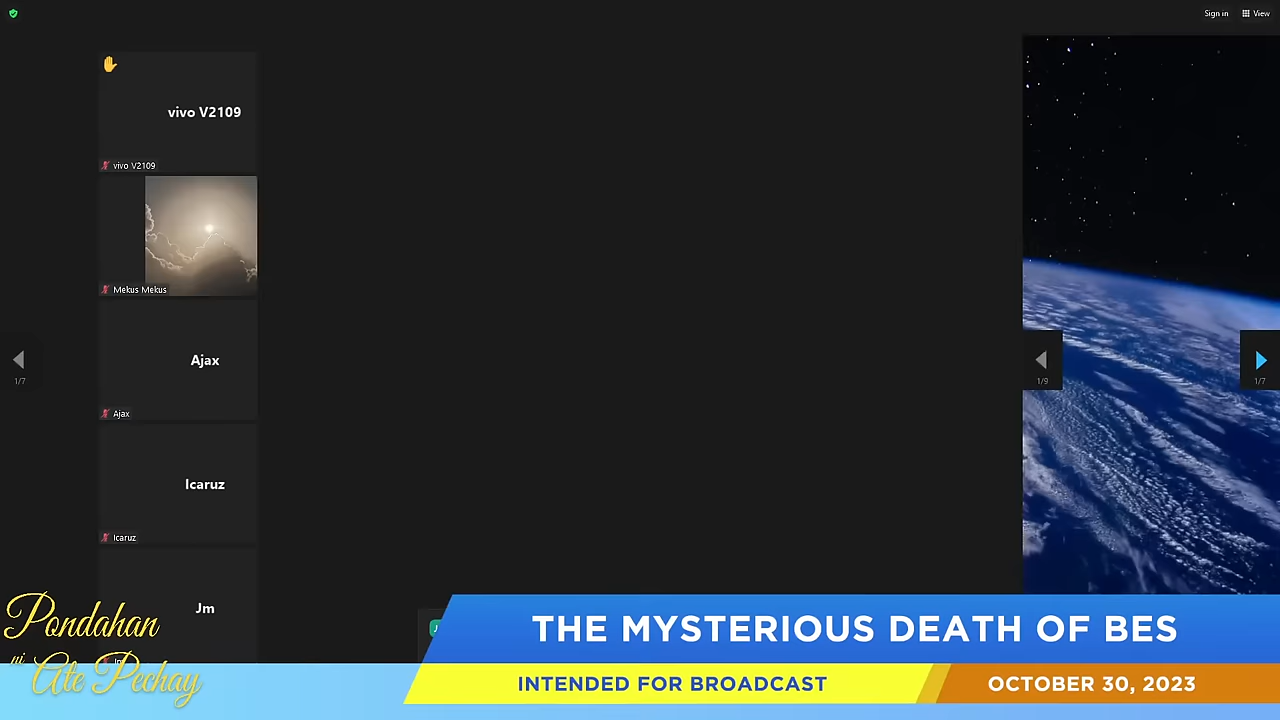 Sign in
View
vivo V2109
vivo V2109
Mekus Mekus
Ajax
Ajax
Icaruz
Icaruz
Jm
1/7
1/9
1/7
Pondahan
ni
Ate Pechay
THE MYSTERIOUS DEATH OF BES
INTENDED FOR BROADCAST
OCTOBER 30, 2023